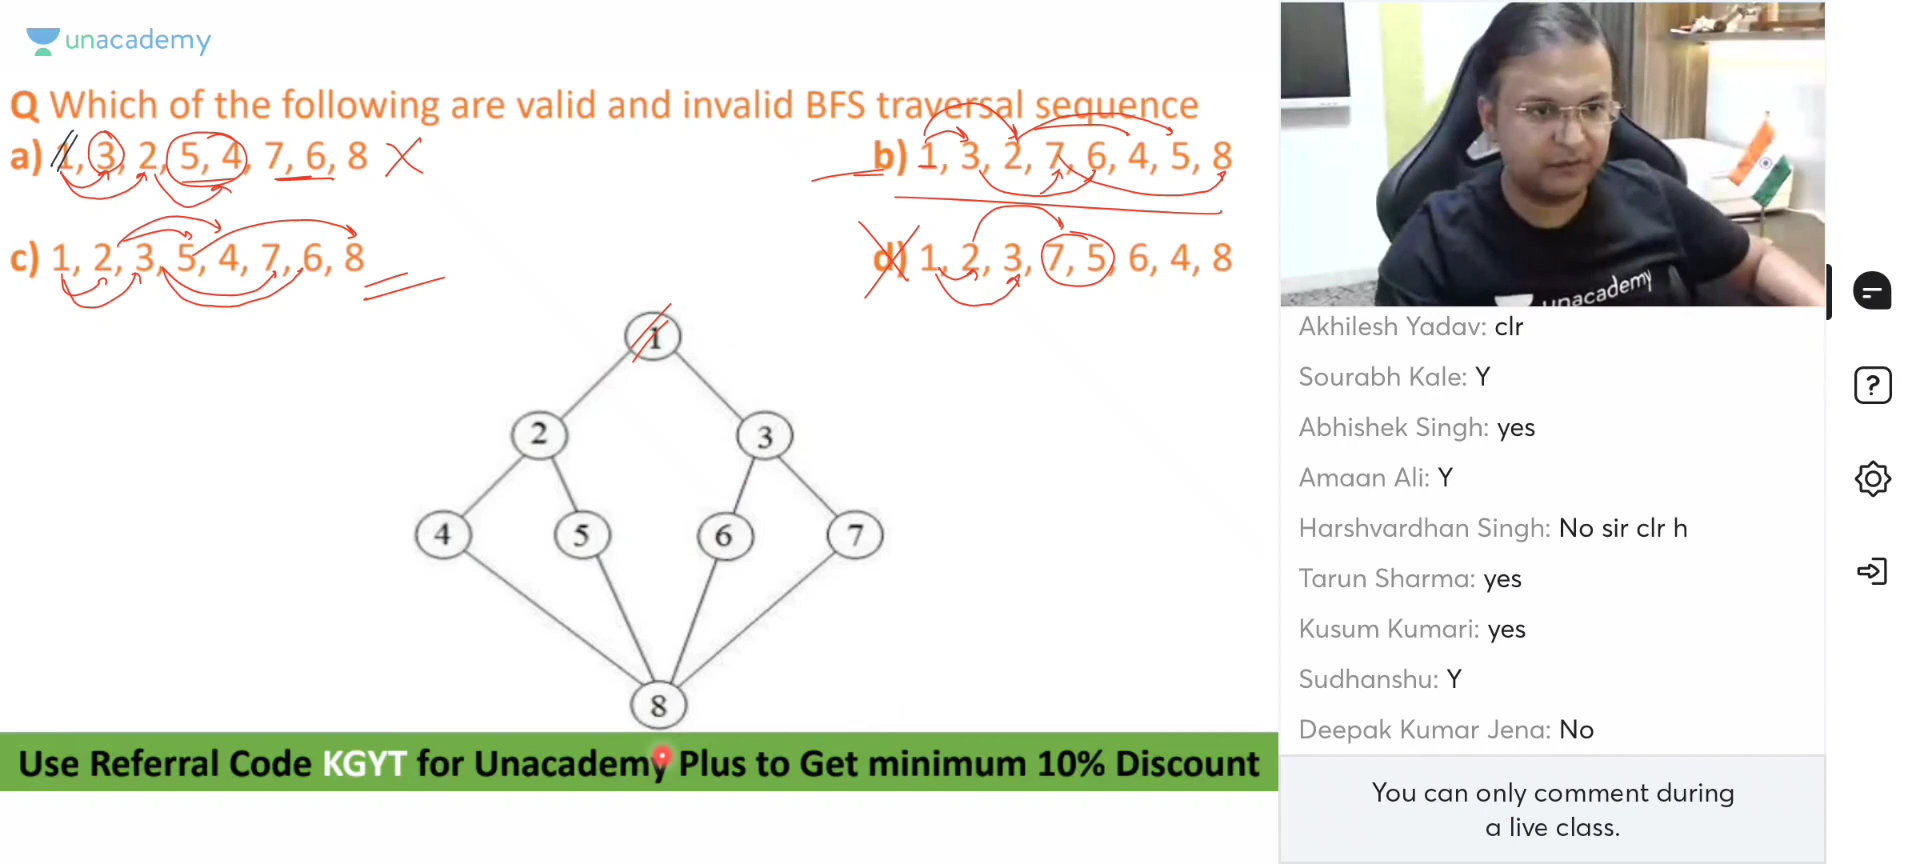 unacademy
Q Which of the following are valid and invalid BFS traversal sequence
a) 1, 3, 2, 5, 4, 7, 6, 8
b) 1, 3, 2, 7, 6, 4, 5, 8
c) 1, 2, 3, 5, 4, 7, 6, 8
d) 1, 2, 3, 7, 5, 6, 4, 8
1
2 3
4 5 6 7
8
Use Referral Code KGYT for Unacademy Plus to Get minimum 10% Discount
unacademy
Akhilesh Yadav: clr
Sourabh Kale: Y
Abhishek Singh: yes
Amaan Ali: Y
Harshvardhan Singh: No sir clr h
Tarun Sharma: yes
Kusum Kumari: yes
Sudhanshu: Y
Deepak Kumar Jena: No
You can only comment during
a live class.
?